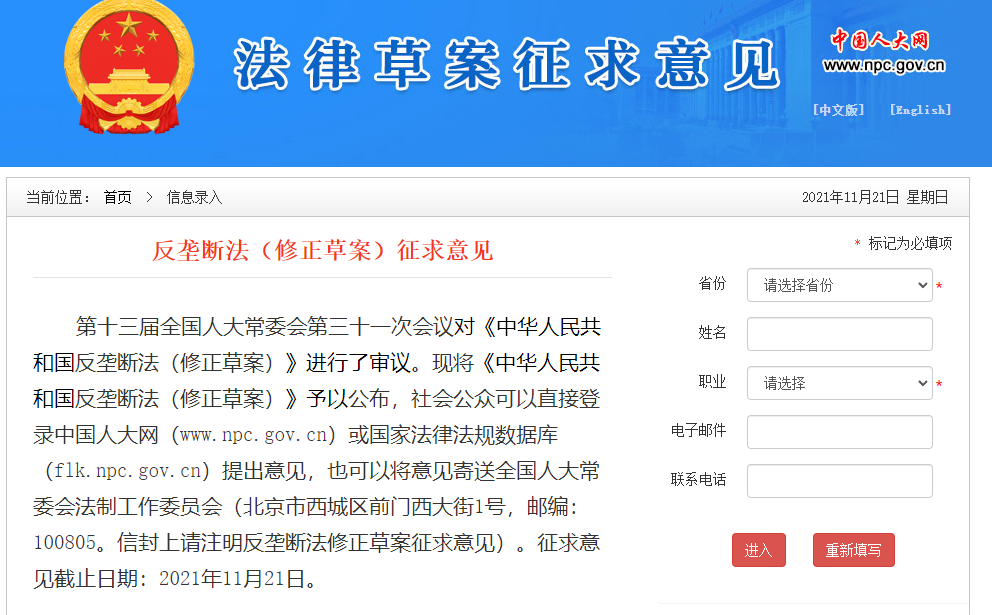 法律草案征求意见
中国人大网
www.npc.gov.cn
[中文版] [English]
当前位置： 首页 > 信息录入
2021年11月21日 星期日
反垄断法（修正草案）征求意见
第十三届全国人大常委会第三十一次会议对《中华人民共
和国反垄断法（修正草案）》进行了审议。现将《中华人民共
和国反垄断法（修正草案）》予以公布，社会公众可以直接登
录中国人大网（www.npc.gov.cn）或国家法律法规数据库
（flk.npc.gov.cn）提出意见，也可以将意见寄送全国人大常
委会法制工作委员会（北京市西城区前门西大街1号，邮编：
100805。信封上请注明反垄断法修正草案征求意见）。征求意
见截止日期：2021年11月21日。
* 标记为必填项
省份 请选择省份 *
姓名
职业 请选择 *
电子邮件
联系电话
进入 重新填写